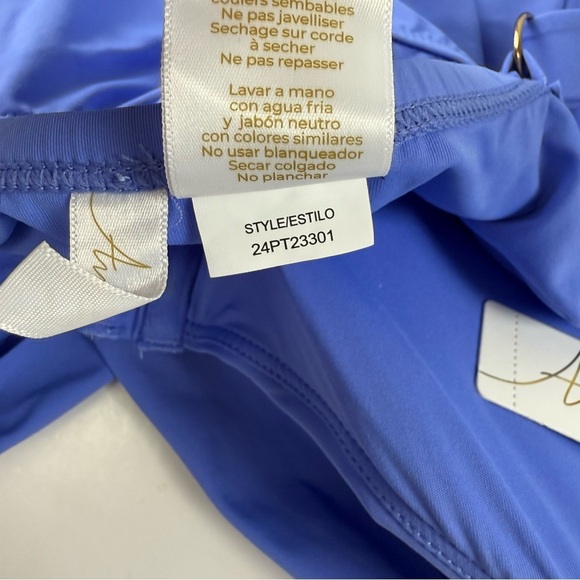 couleurs semblables
Ne pas javelliser
Sechage sur corde
à secher
Ne pas repasser
Lavar a mano
con agua fria
y jabón neutro
con colores similares
No usar blanqueador
Secar colgado
No planchar
STYLE/ESTILO
24PT23301